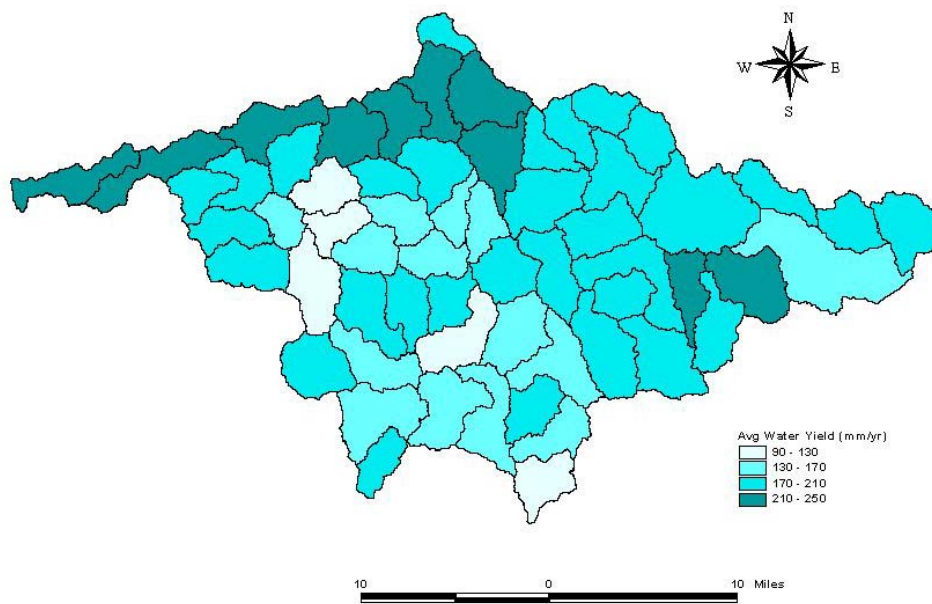 N
W E
S
Avg Water Yield (mm/yr)
90 - 130
130 - 170
170 - 210
210 - 250
10 0 10 Miles